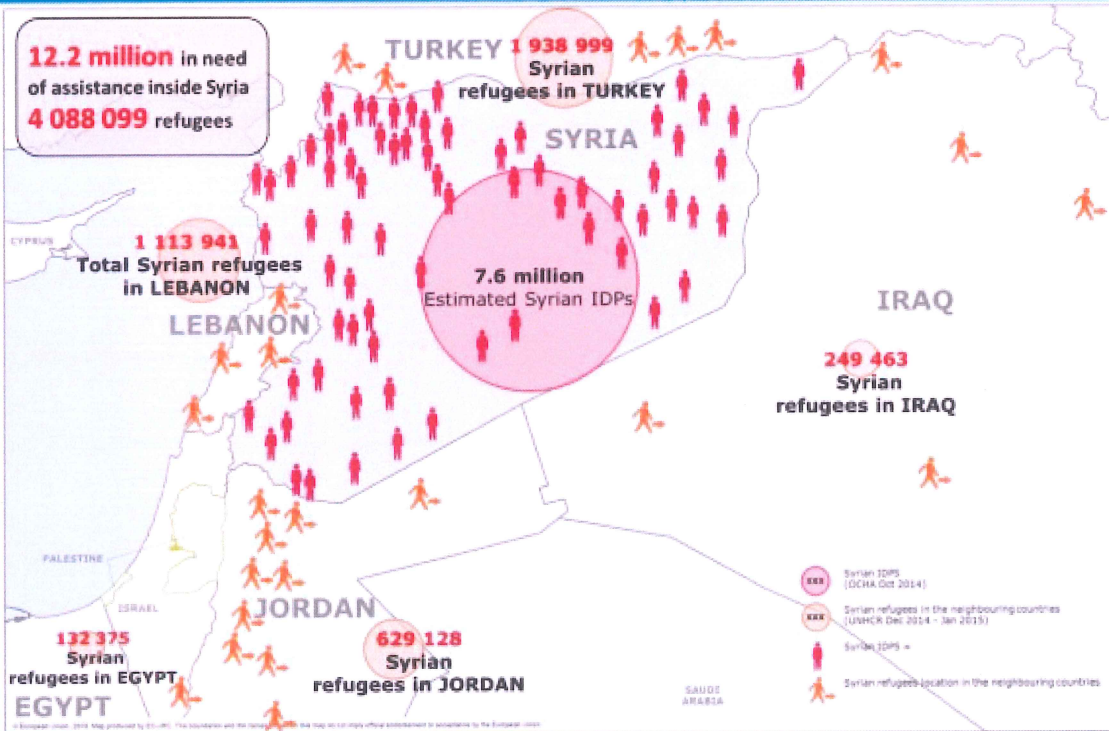 12.2 million in need
of assistance inside Syria
4 088 099 refugees
TURKEY
1 938 999
Syrian
refugees in TURKEY
SYRIA
CYPRUS
1 113 941
Total Syrian refugees
in LEBANON
LEBANON
7.6 million
Estimated Syrian IDPs
IRAQ
249 463
Syrian
refugees in IRAQ
PALESTINE
ISRAEL
JORDAN
132 375
Syrian
refugees in EGYPT
EGYPT
629 128
Syrian
refugees in JORDAN
SAUDI
ARABIA
xxx
Syrian IDPS
(OCHA Oct 2014)
xxx
Syrian refugees in the neighbouring countries
(UNHCR Dec 2014 - Jan 2015)
Syrian IDPS =
Syrian refugees location in the neighbouring countries